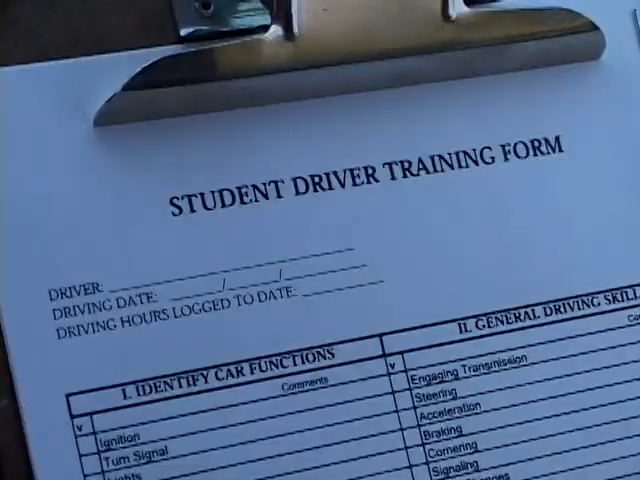 STUDENT DRIVER TRAINING FORM
DRIVER:
DRIVING DATE: / /
DRIVING HOURS LOGGED TO DATE:
I. IDENTIFY CAR FUNCTIONS
II. GENERAL DRIVING SKILL
v
Comments
v
Ignition
Turn Signal
Lights
Engaging Transmission
Steering
Acceleration
Braking
Cornering
Signaling